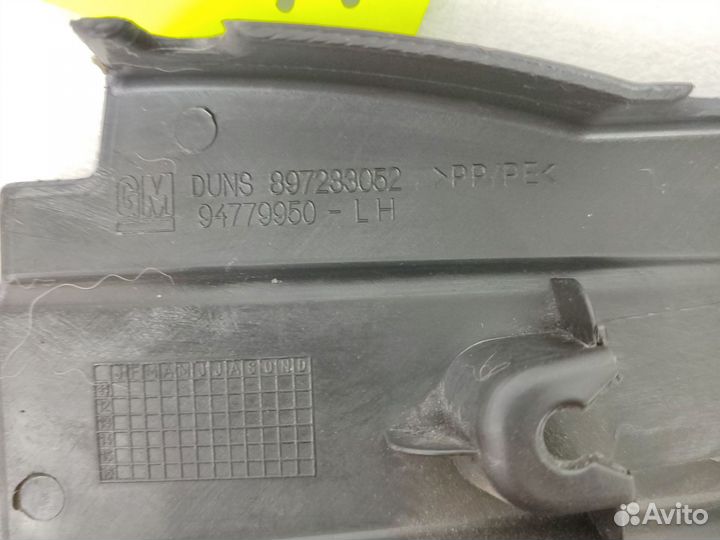 GM DUNS 897283052 >PP/PE<
94779950 - LH
J F M A M J J A S O N D
Avito